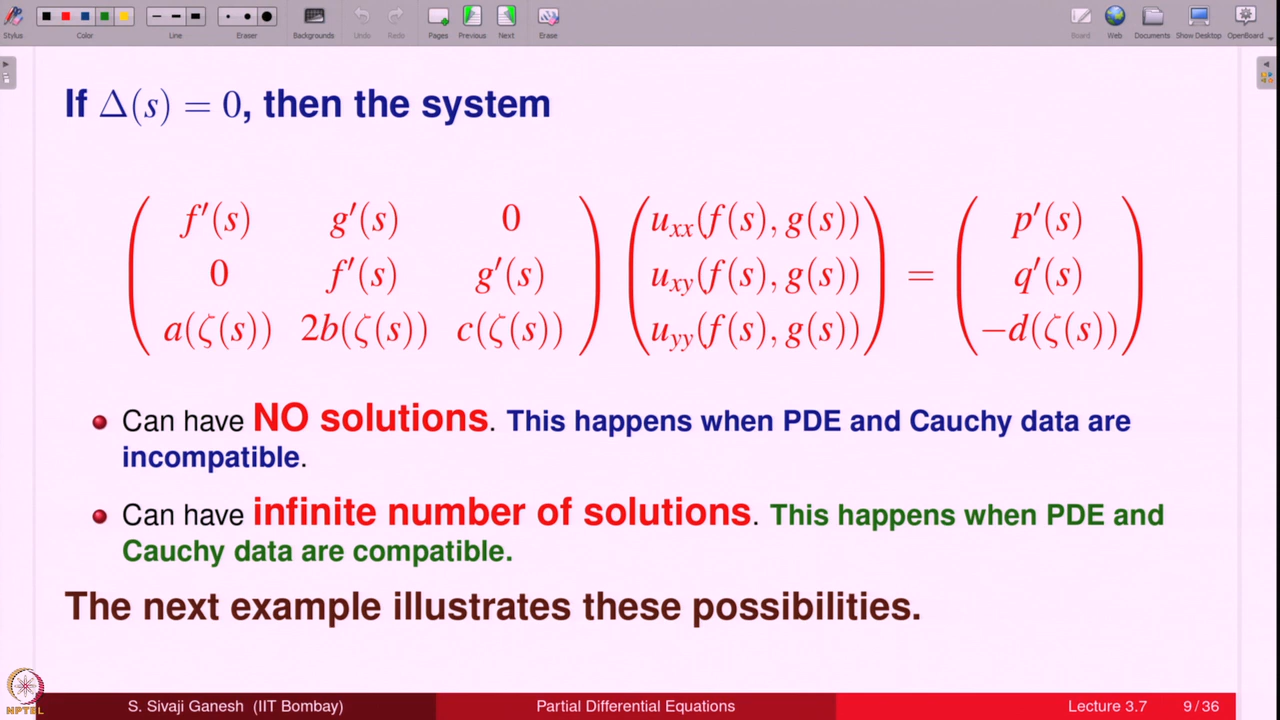 Stylus
Color
Line
Eraser
Backgrounds
Undo
Redo
Pages
Previous
Next
Erase
Board
Web
Documents
Show Desktop
OpenBoard
If Δ(s) = 0, then the system
f′(s) g′(s) 0
0 f′(s) g′(s)
a(ζ(s)) 2b(ζ(s)) c(ζ(s))
u_xx(f(s), g(s))
u_xy(f(s), g(s))
u_yy(f(s), g(s))
=
p′(s)
q′(s)
−d(ζ(s))
Can have NO solutions. This happens when PDE and Cauchy data are
incompatible.
Can have infinite number of solutions. This happens when PDE and
Cauchy data are compatible.
The next example illustrates these possibilities.
NPTEL
S. Sivaji Ganesh (IIT Bombay)
Partial Differential Equations
Lecture 3.7
9 / 36